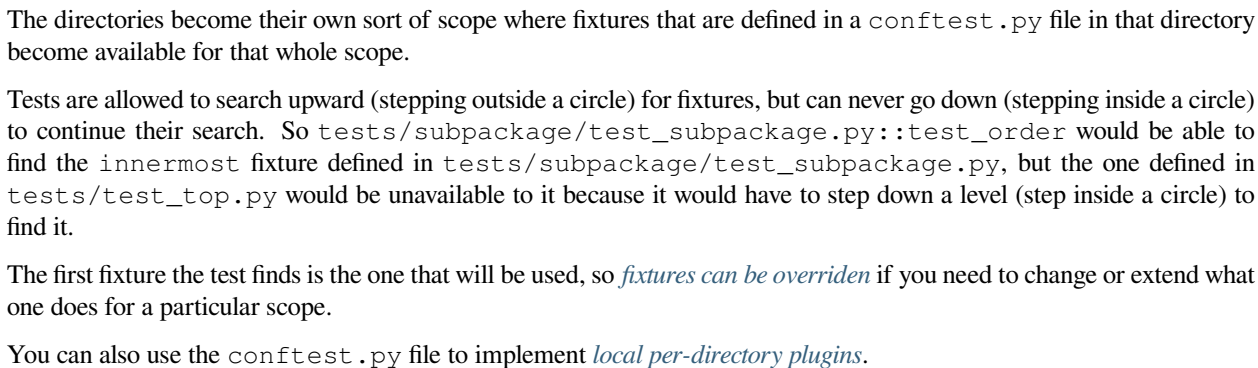 The directories become their own sort of scope where fixtures that are defined in a conftest.py file in that directory
become available for that whole scope.
Tests are allowed to search upward (stepping outside a circle) for fixtures, but can never go down (stepping inside a circle)
to continue their search. So tests/subpackage/test_subpackage.py::test_order would be able to
find the innermost fixture defined in tests/subpackage/test_subpackage.py, but the one defined in
tests/test_top.py would be unavailable to it because it would have to step down a level (step inside a circle) to
find it.
The first fixture the test finds is the one that will be used, so fixtures can be overriden if you need to change or extend what
one does for a particular scope.
You can also use the conftest.py file to implement local per-directory plugins.